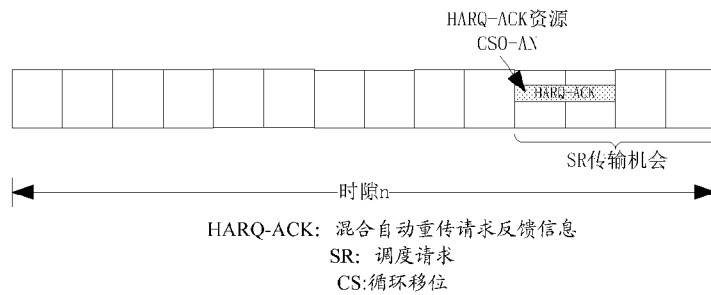 HARQ-ACK资源
CS0-AN
HARQ-ACK
SR传输机会
时隙n
HARQ-ACK: 混合自动重传请求反馈信息
SR: 调度请求
CS:循环移位